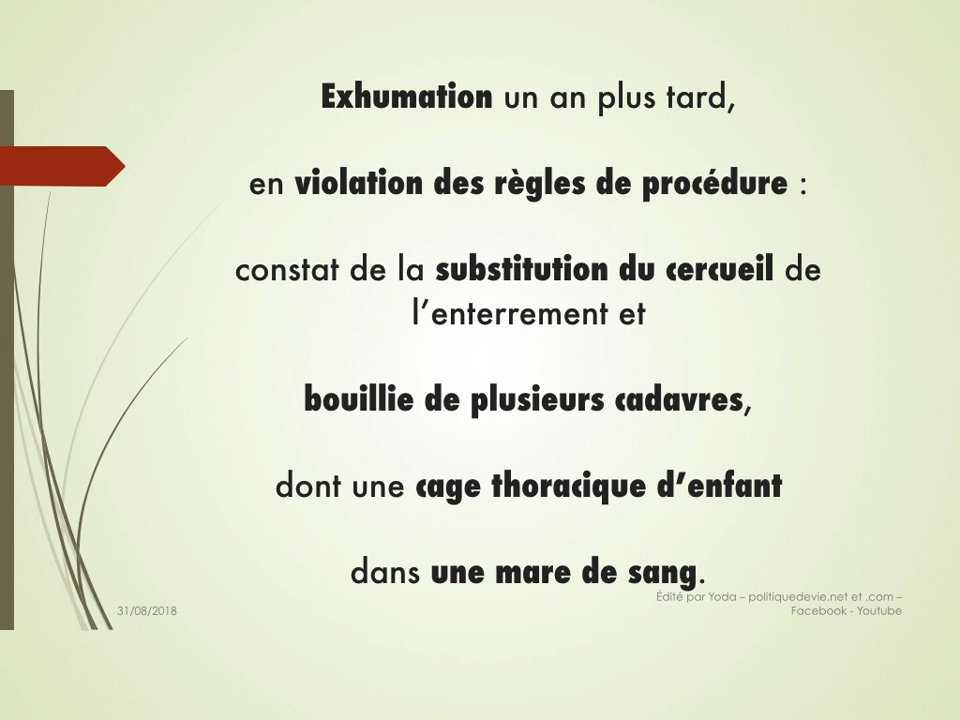 Exhumation un an plus tard,
en violation des règles de procédure :
constat de la substitution du cercueil de
l’enterrement et
bouillie de plusieurs cadavres,
dont une cage thoracique d’enfant
dans une mare de sang.
31/08/2018
Édité par Yoda – politiquedevie.net et .com –
Facebook - Youtube